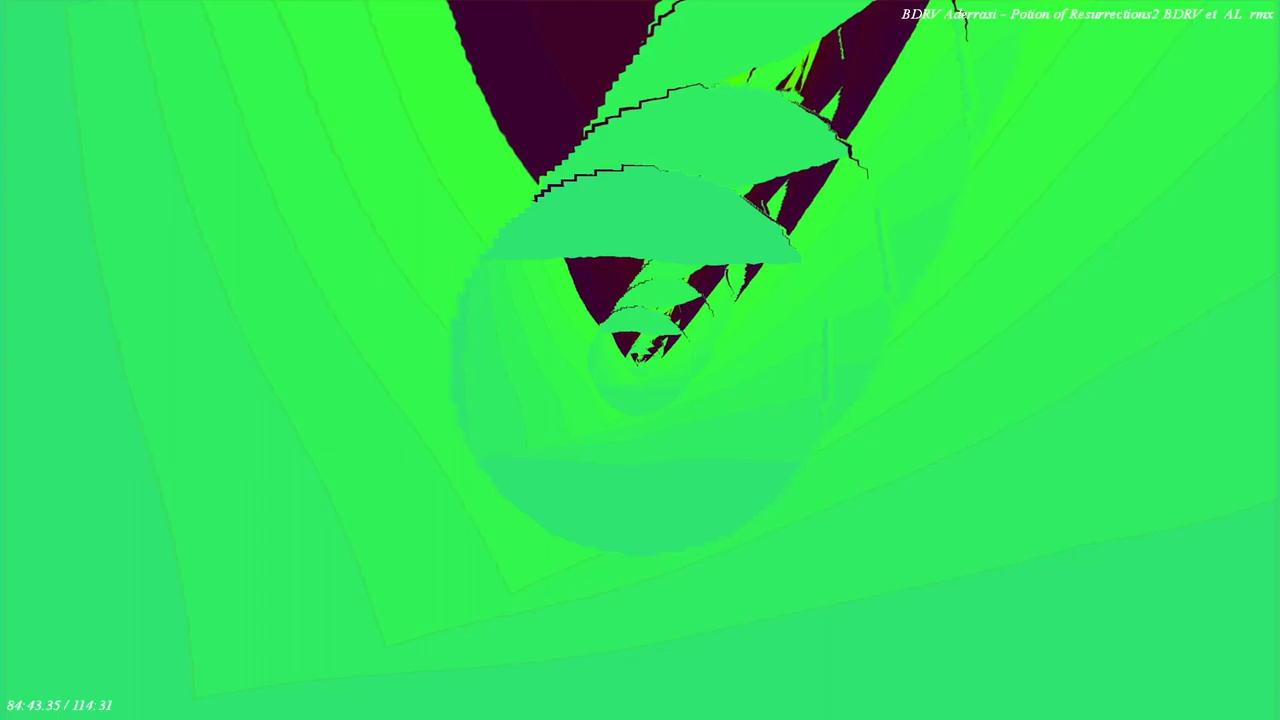 BDRV Aderrasi - Potion of Resurrections2 BDRV et AL rmx
84:43.35 / 114:31